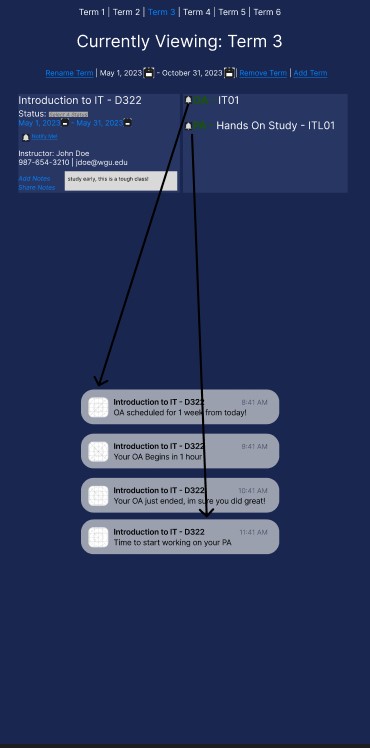 Term 1 | Term 2 | Term 3 | Term 4 | Term 5 | Term 6
Currently Viewing: Term 3
Rename Term | May 1, 2023 - October 31, 2023 | Remove Term | Add Term
Introduction to IT - D322
Status:
May 1, 2023 - May 31, 2023
Notify Me!
Instructor: John Doe
987-654-3210 | jdoe@wgu.edu
Add Notes
Share Notes
study early, this is a tough class!
IT01
Hands On Study - ITL01
Introduction to IT - D322 8:41 AM
OA scheduled for 1 week from today!
Introduction to IT - D322 9:41 AM
Your OA Begins in 1 hour
Introduction to IT - D322 10:41 AM
Your OA just ended, im sure you did great!
Introduction to IT - D322 11:41 AM
Time to start working on your PA